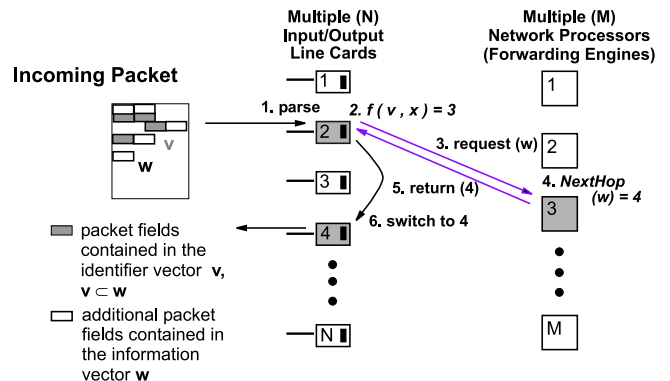 Multiple (N)
Input/Output
Line Cards
Multiple (M)
Network Processors
(Forwarding Engines)
Incoming Packet
1
1
1. parse
2. f ( v , x ) = 3
2
3. request (w)
2
v
w
3
5. return (4)
4. NextHop
(w) = 4
3
6. switch to 4
4
packet fields
contained in the
identifier vector v,
v ⊂ w
additional packet
fields contained in
the information
vector w
N
M